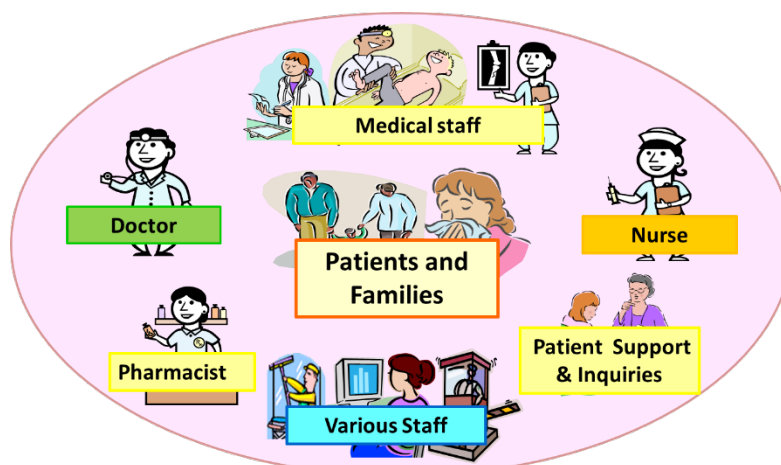 Medical staff
Doctor
Nurse
Patients and
Families
Pharmacist
Patient Support
& Inquiries
Various Staff